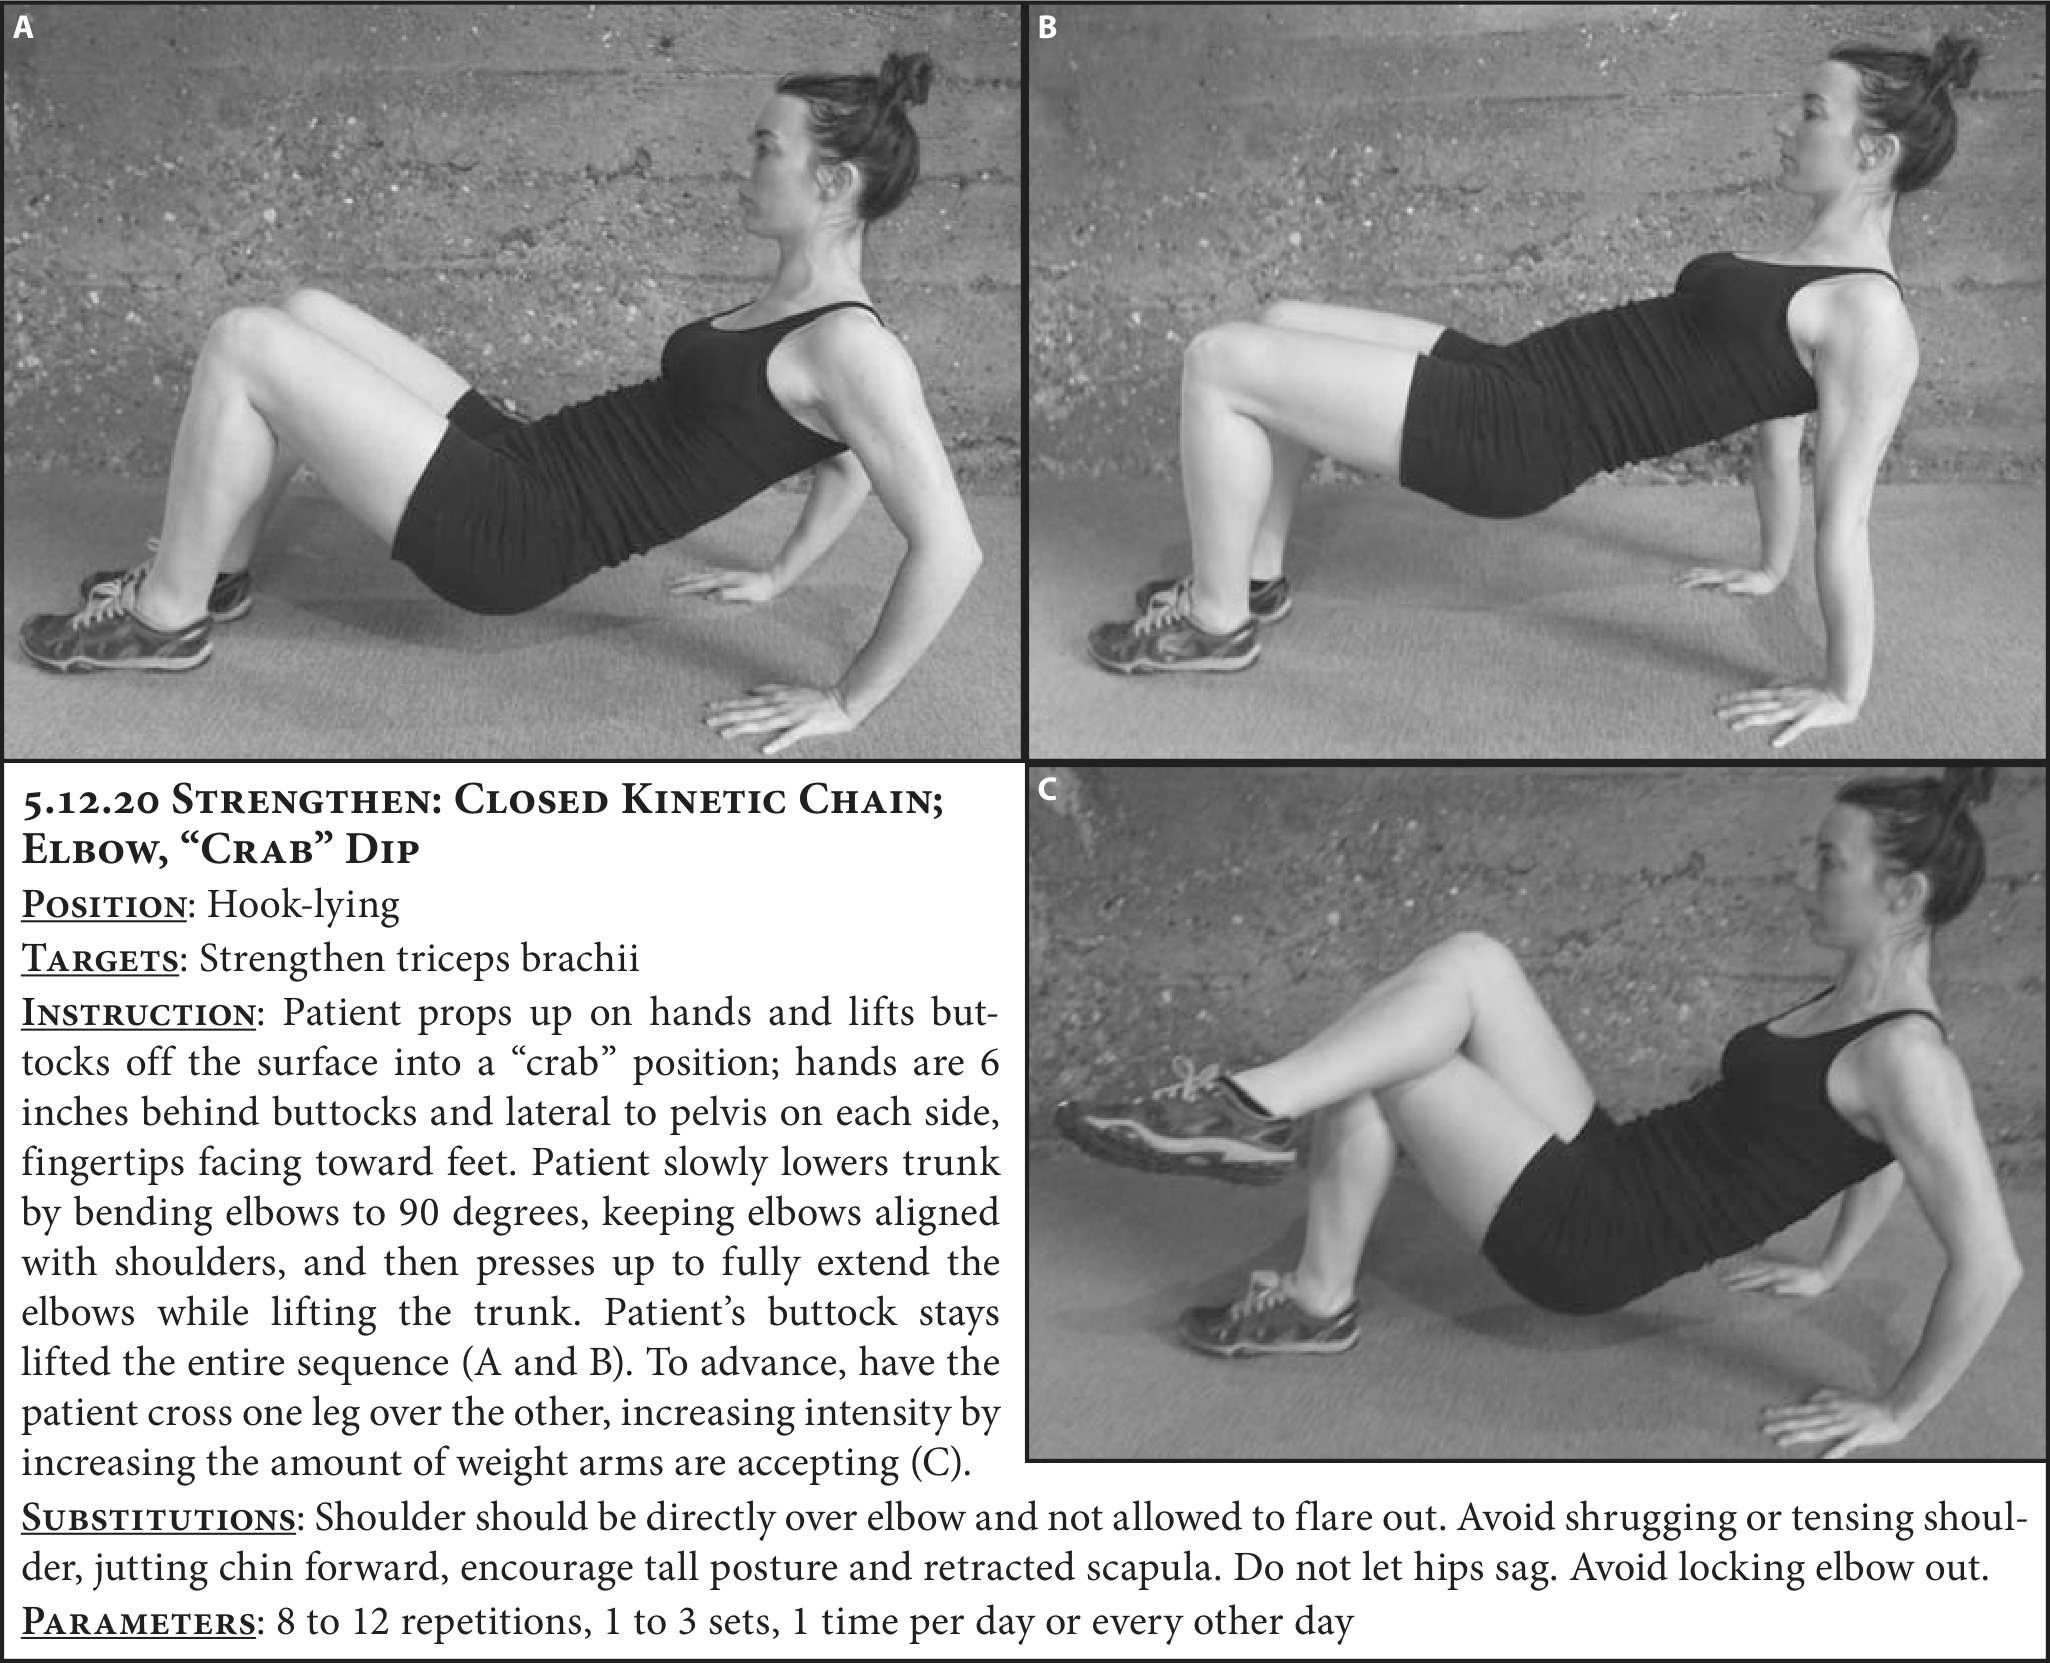 A
B
5.12.20 Strengthen: Closed Kinetic Chain;
Elbow, “Crab” Dip
Position: Hook-lying
Targets: Strengthen triceps brachii
Instruction: Patient props up on hands and lifts but-
tocks off the surface into a “crab” position; hands are 6
inches behind buttocks and lateral to pelvis on each side,
fingertips facing toward feet. Patient slowly lowers trunk
by bending elbows to 90 degrees, keeping elbows aligned
with shoulders, and then presses up to fully extend the
elbows while lifting the trunk. Patient’s buttock stays
lifted the entire sequence (A and B). To advance, have the
patient cross one leg over the other, increasing intensity by
increasing the amount of weight arms are accepting (C).
C
Substitutions: Shoulder should be directly over elbow and not allowed to flare out. Avoid shrugging or tensing shoul-
der, jutting chin forward, encourage tall posture and retracted scapula. Do not let hips sag. Avoid locking elbow out.
Parameters: 8 to 12 repetitions, 1 to 3 sets, 1 time per day or every other day